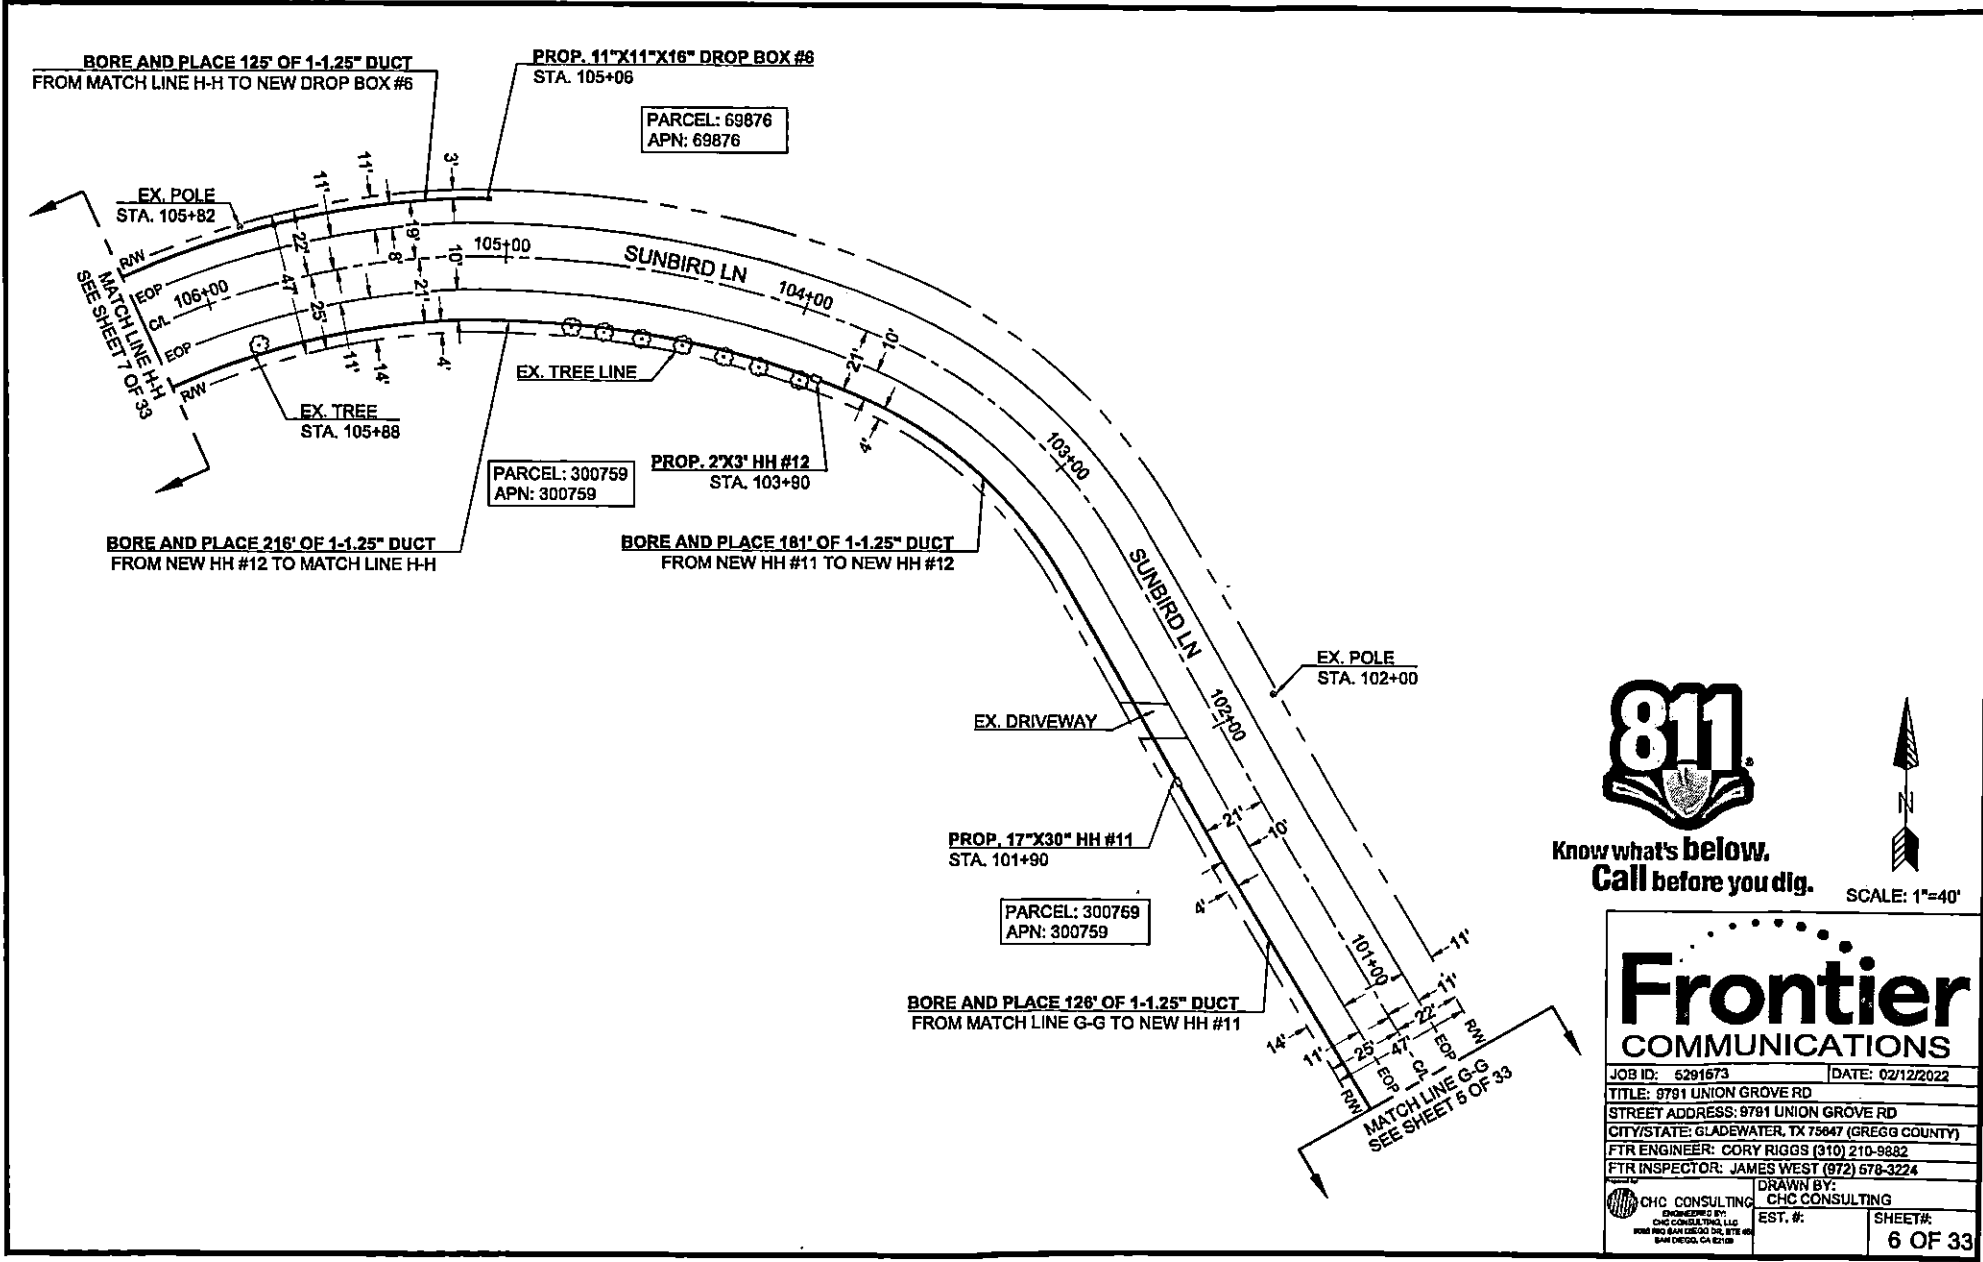 BORE AND PLACE 125' OF 1-1.25" DUCT
FROM MATCH LINE H-H TO NEW DROP BOX #6
PROP. 11"X11"X16" DROP BOX #6
STA. 105+06
PARCEL: 69876
APN: 69876
EX. POLE
STA. 105+82
11'
11'
3'
R/W
EOP
C/L
EOP
R/W
106+00
22'
47'
25'
8'
19'
21'
10'
11'
14'
4'
105+00
SUNBIRD LN
104+00
MATCH LINE H-H
SEE SHEET 7 OF 33
EX. TREE
STA. 105+88
EX. TREE LINE
21'
10'
4'
103+00
PARCEL: 300759
APN: 300759
PROP. 2'X3' HH #12
STA. 103+90
BORE AND PLACE 216' OF 1-1.25" DUCT
FROM NEW HH #12 TO MATCH LINE H-H
BORE AND PLACE 181' OF 1-1.25" DUCT
FROM NEW HH #11 TO NEW HH #12
SUNBIRD LN
EX. POLE
STA. 102+00
102+00
EX. DRIVEWAY
PROP. 17"X30" HH #11
STA. 101+90
21'
10'
4'
PARCEL: 300759
APN: 300759
101+00
BORE AND PLACE 126' OF 1-1.25" DUCT
FROM MATCH LINE G-G TO NEW HH #11
11'
11'
22'
14'
11'
25'
47'
R/W
EOP
C/L
EOP
R/W
MATCH LINE G-G
SEE SHEET 5 OF 33
811
Know what's below.
Call before you dig.
N
SCALE: 1"=40'
Frontier
COMMUNICATIONS
JOB ID: 5291673
DATE: 02/12/2022
TITLE: 9791 UNION GROVE RD
STREET ADDRESS: 9791 UNION GROVE RD
CITY/STATE: GLADEWATER, TX 75647 (GREGG COUNTY)
FTR ENGINEER: CORY RIGGS (310) 210-9882
FTR INSPECTOR: JAMES WEST (972) 578-3224
CHC CONSULTING
ENGINEERED BY:
CHC CONSULTING, LLC
SAN DIEGO, CA
DRAWN BY:
CHC CONSULTING
EST. #:
SHEET#:
6 OF 33